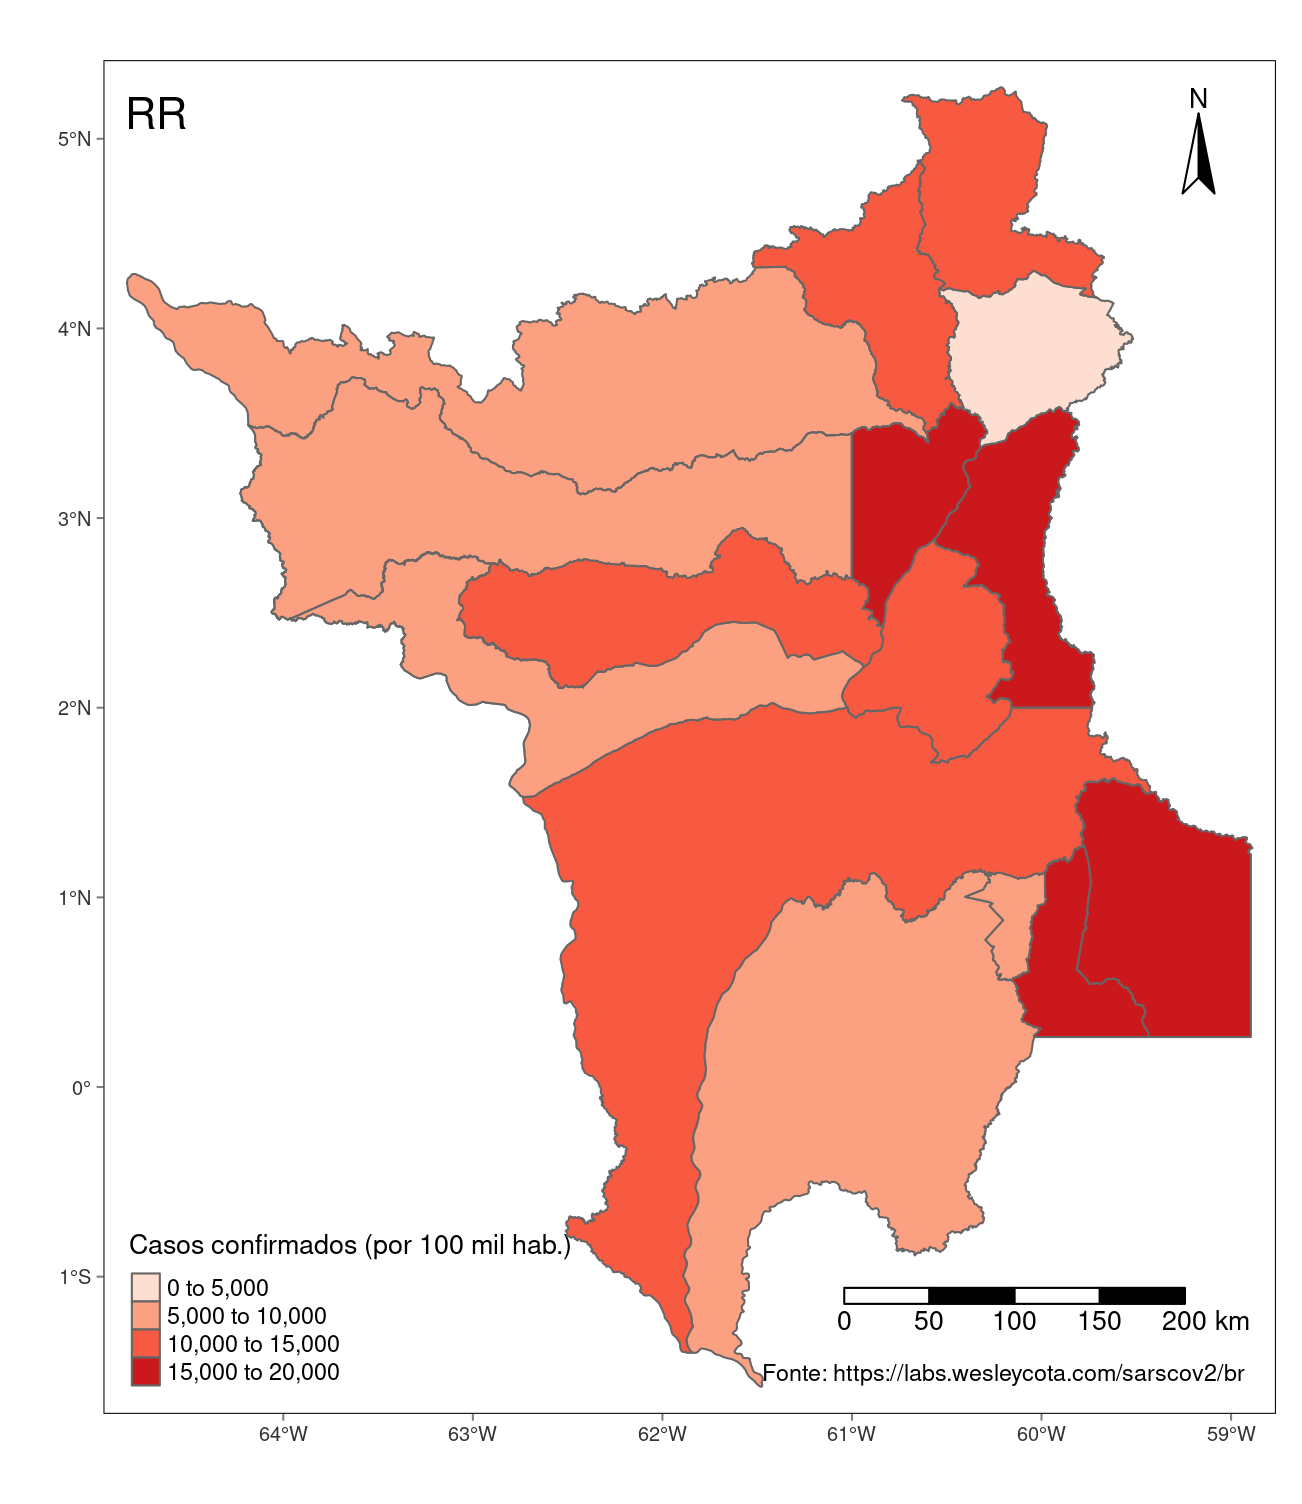 RR
N
5°N
4°N
3°N
2°N
1°N
0°
1°S
Casos confirmados (por 100 mil hab.)
0 to 5,000
5,000 to 10,000
10,000 to 15,000
15,000 to 20,000
0 50 100 150 200 km
Fonte: https://labs.wesleycota.com/sarscov2/br
64°W 63°W 62°W 61°W 60°W 59°W